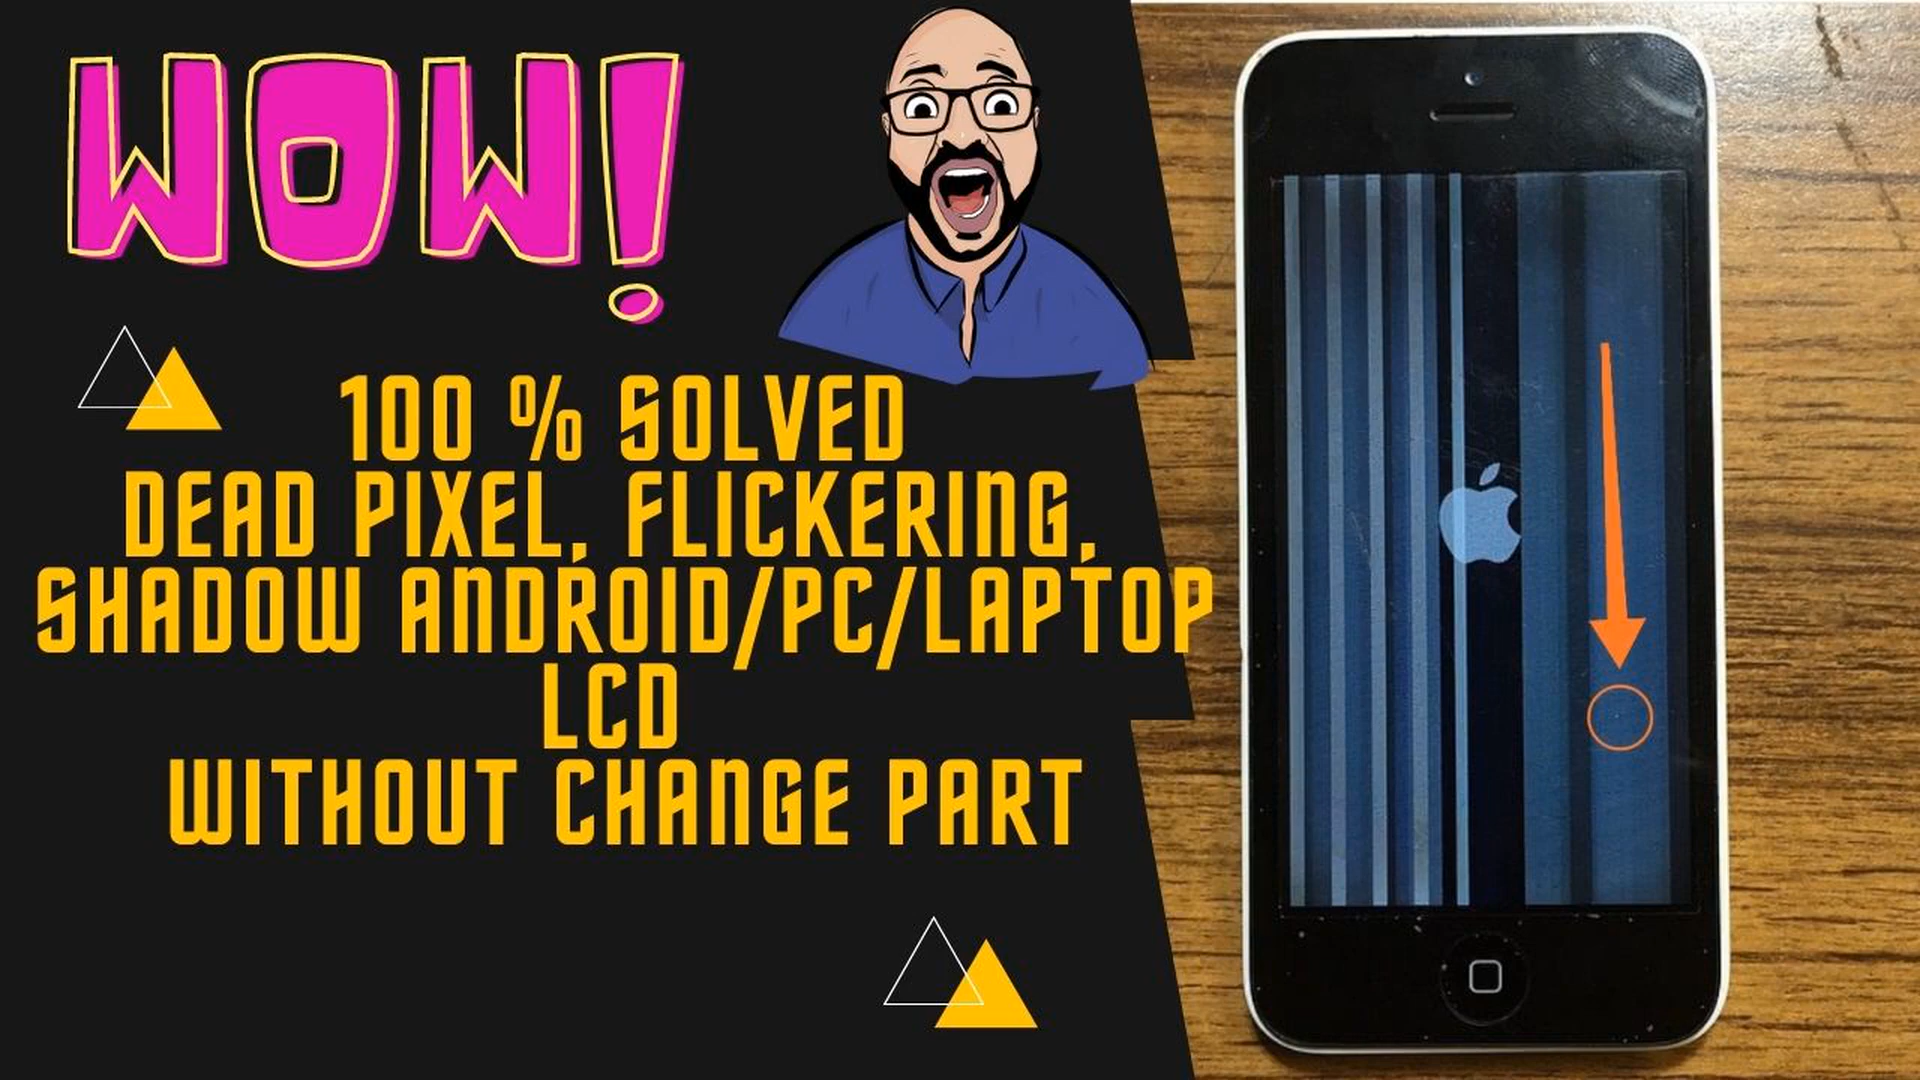 WOW!
100 % SOLVED
DEAD PIXEL, FLICKERING,
SHADOW ANDROID/PC/LAPTOP
LCD
WITHOUT CHANGE PART